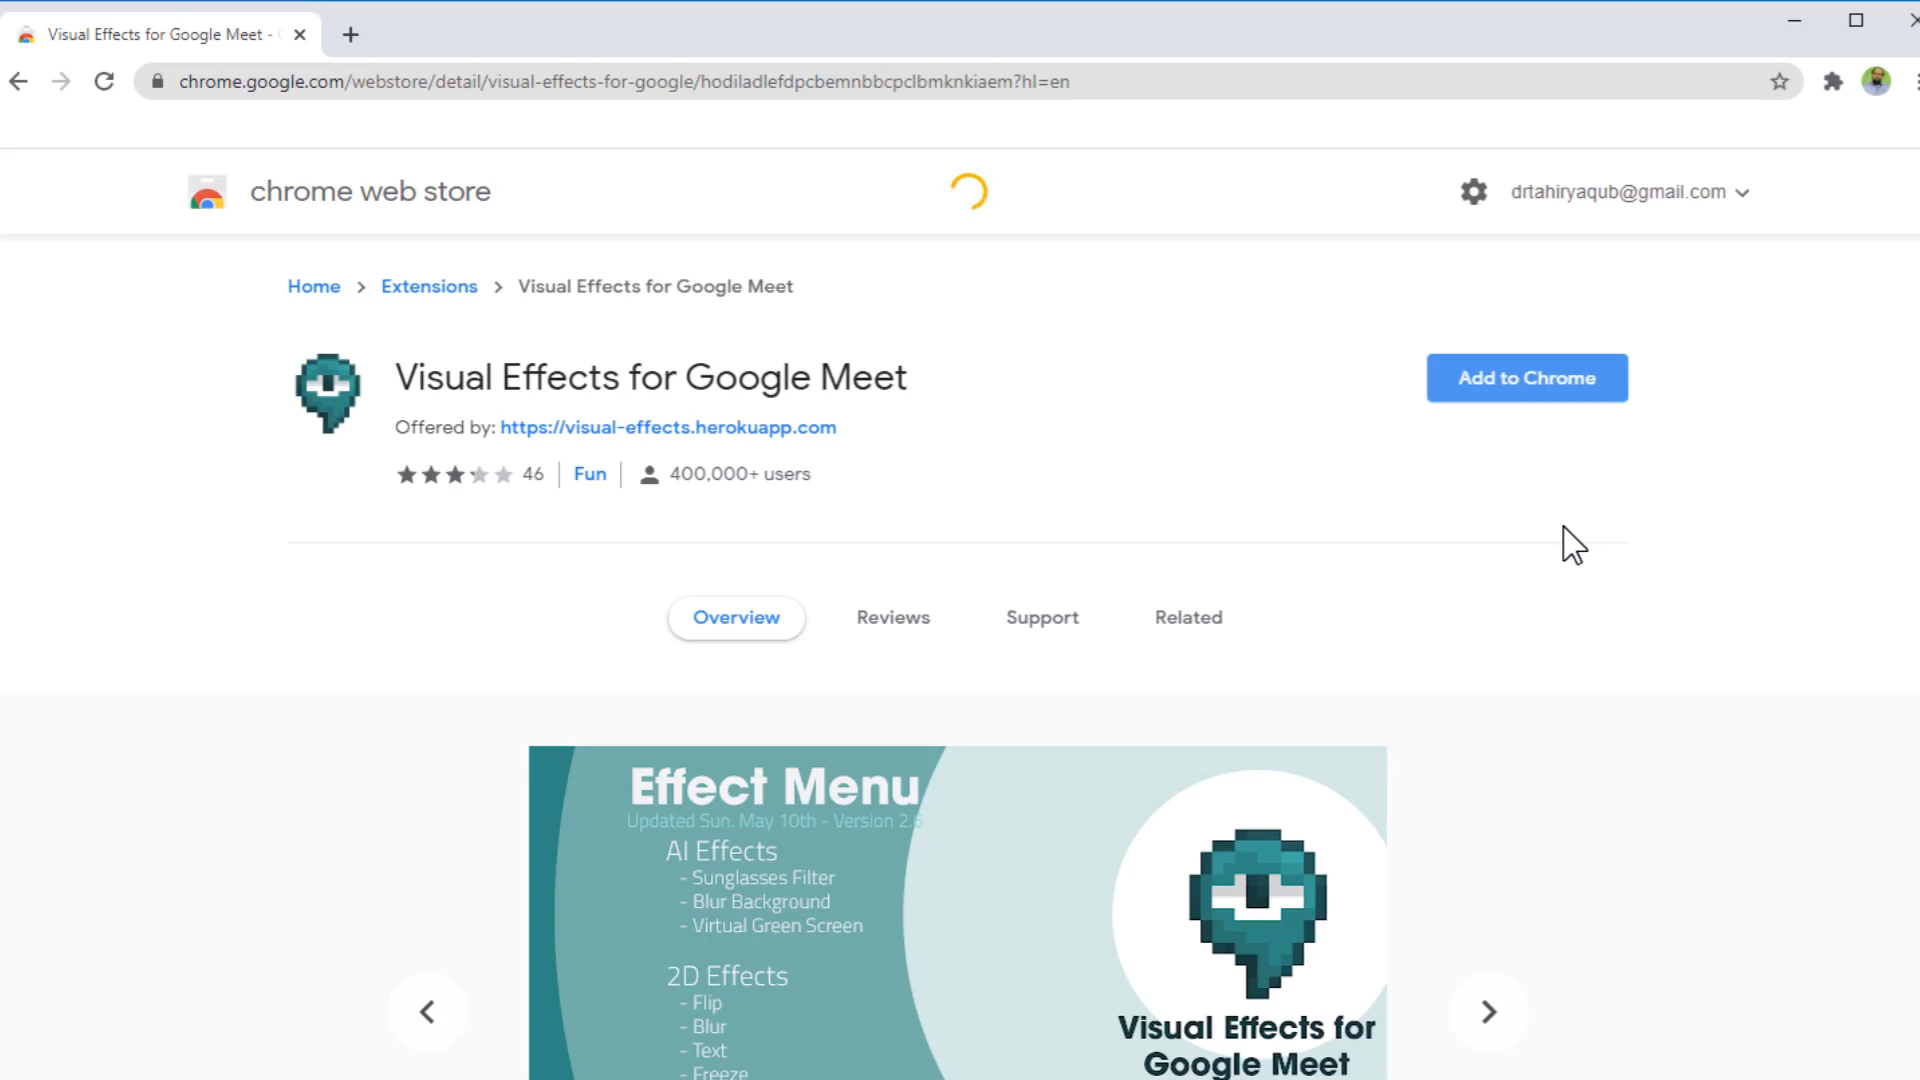 Visual Effects for Google Meet -
chrome.google.com/webstore/detail/visual-effects-for-google/hodiladlefdpcbemnbbcpclbmknkiaem?hl=en
chrome web store
drtahiryaqub@gmail.com
Home > Extensions > Visual Effects for Google Meet
Visual Effects for Google Meet
Add to Chrome
Offered by: https://visual-effects.herokuapp.com
46 | Fun | 400,000+ users
Overview Reviews Support Related
Effect Menu
Updated Sun. May 10th - Version 2.6
AI Effects
- Sunglasses Filter
- Blur Background
- Virtual Green Screen
2D Effects
- Flip
- Blur
- Text
- Freeze
Visual Effects for
Google Meet